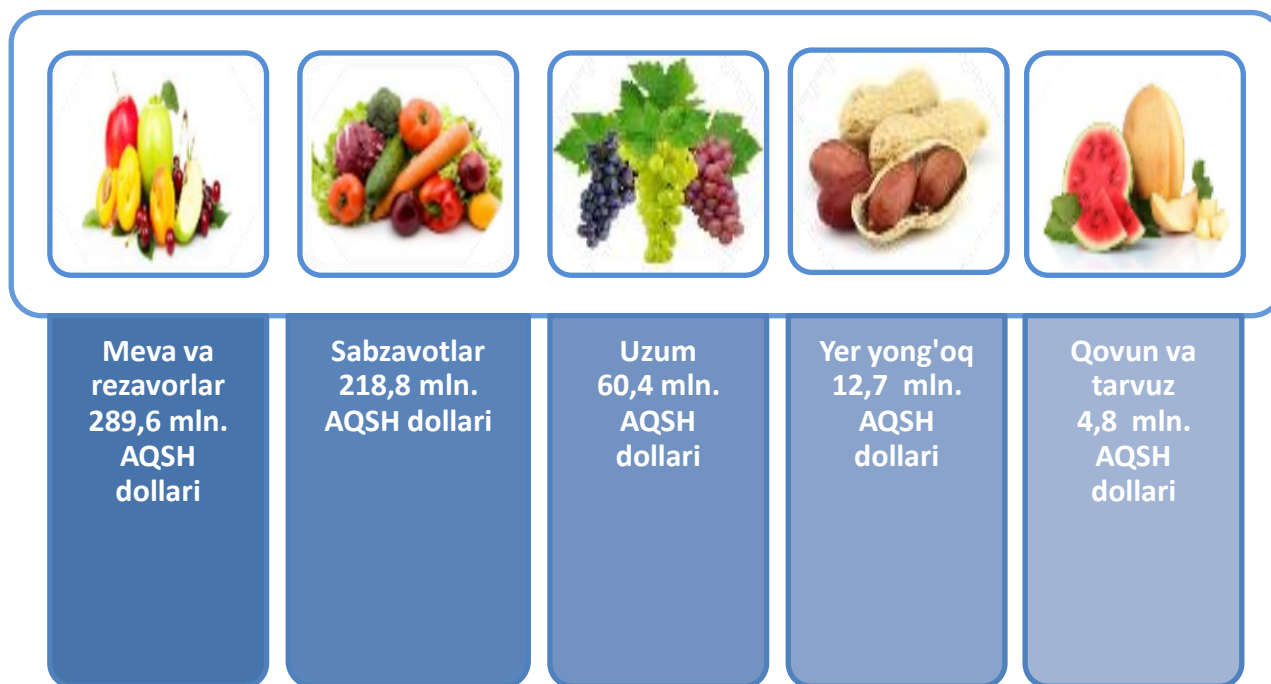 Meva va
rezavorlar
289,6 mln.
AQSH
dollari
Sabzavotlar
218,8 mln.
AQSH dollari
Uzum
60,4 mln.
AQSH
dollari
Yer yong'oq
12,7 mln.
AQSH
dollari
Qovun va
tarvuz
4,8 mln.
AQSH
dollari